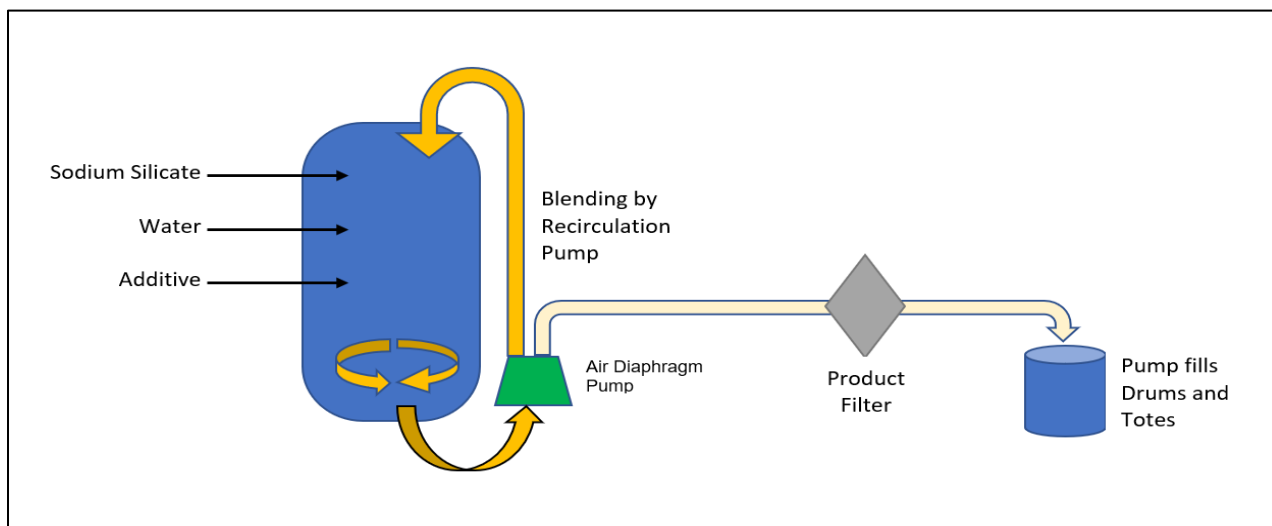 Sodium Silicate
Water
Additive
Blending by
Recirculation
Pump
Air Diaphragm
Pump
Product
Filter
Pump fills
Drums and
Totes